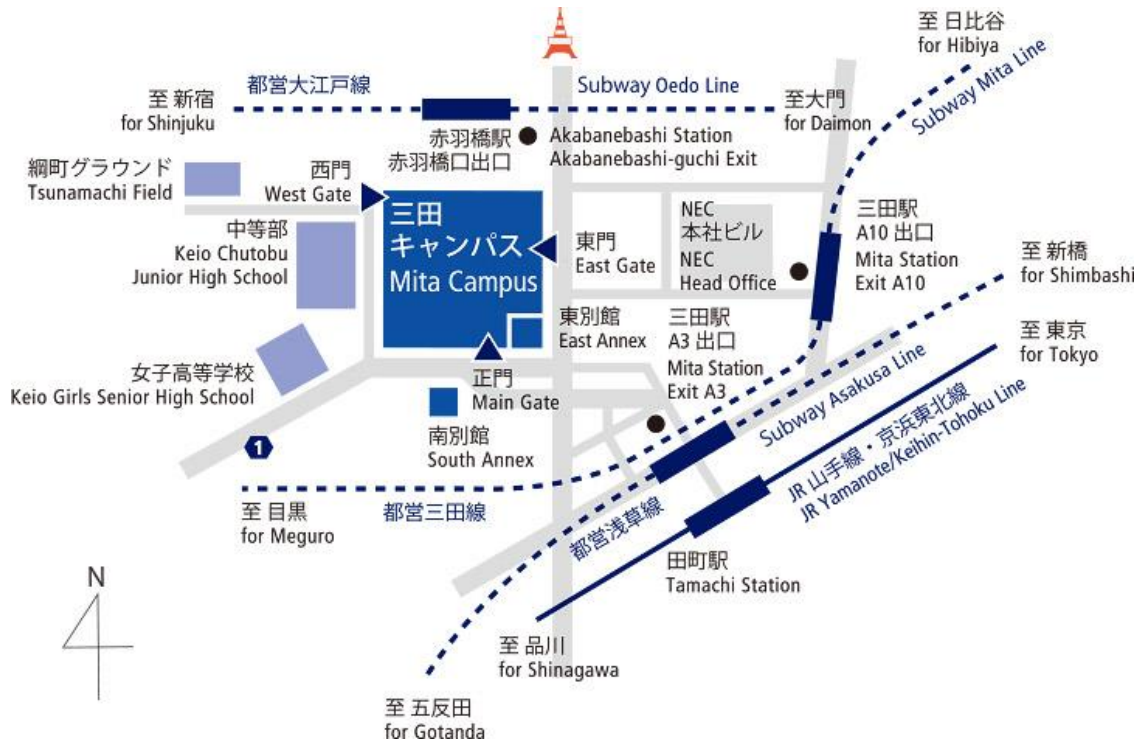 至 日比谷
for Hibiya
Subway Mita Line
都営大江戸線
Subway Oedo Line
至 新宿
for Shinjuku
至大門
for Daimon
赤羽橋駅
赤羽橋口出口
Akabanebashi Station
Akabanebashi-guchi Exit
綱町グラウンド
Tsunamachi Field
西門
West Gate
三田
キャンパス
Mita Campus
中等部
Keio Chutobu
Junior High School
東門
East Gate
NEC
本社ビル
NEC
Head Office
三田駅
A10 出口
Mita Station
Exit A10
至 新橋
for Shimbashi
東別館
East Annex
三田駅
A3 出口
Mita Station
Exit A3
至 東京
for Tokyo
女子高等学校
Keio Girls Senior High School
正門
Main Gate
Subway Asakusa Line
南別館
South Annex
1
JR 山手線・京浜東北線
JR Yamanote/Keihin-Tohoku Line
至 目黒
for Meguro
都営三田線
都営浅草線
田町駅
Tamachi Station
N
至 品川
for Shinagawa
至 五反田
for Gotanda